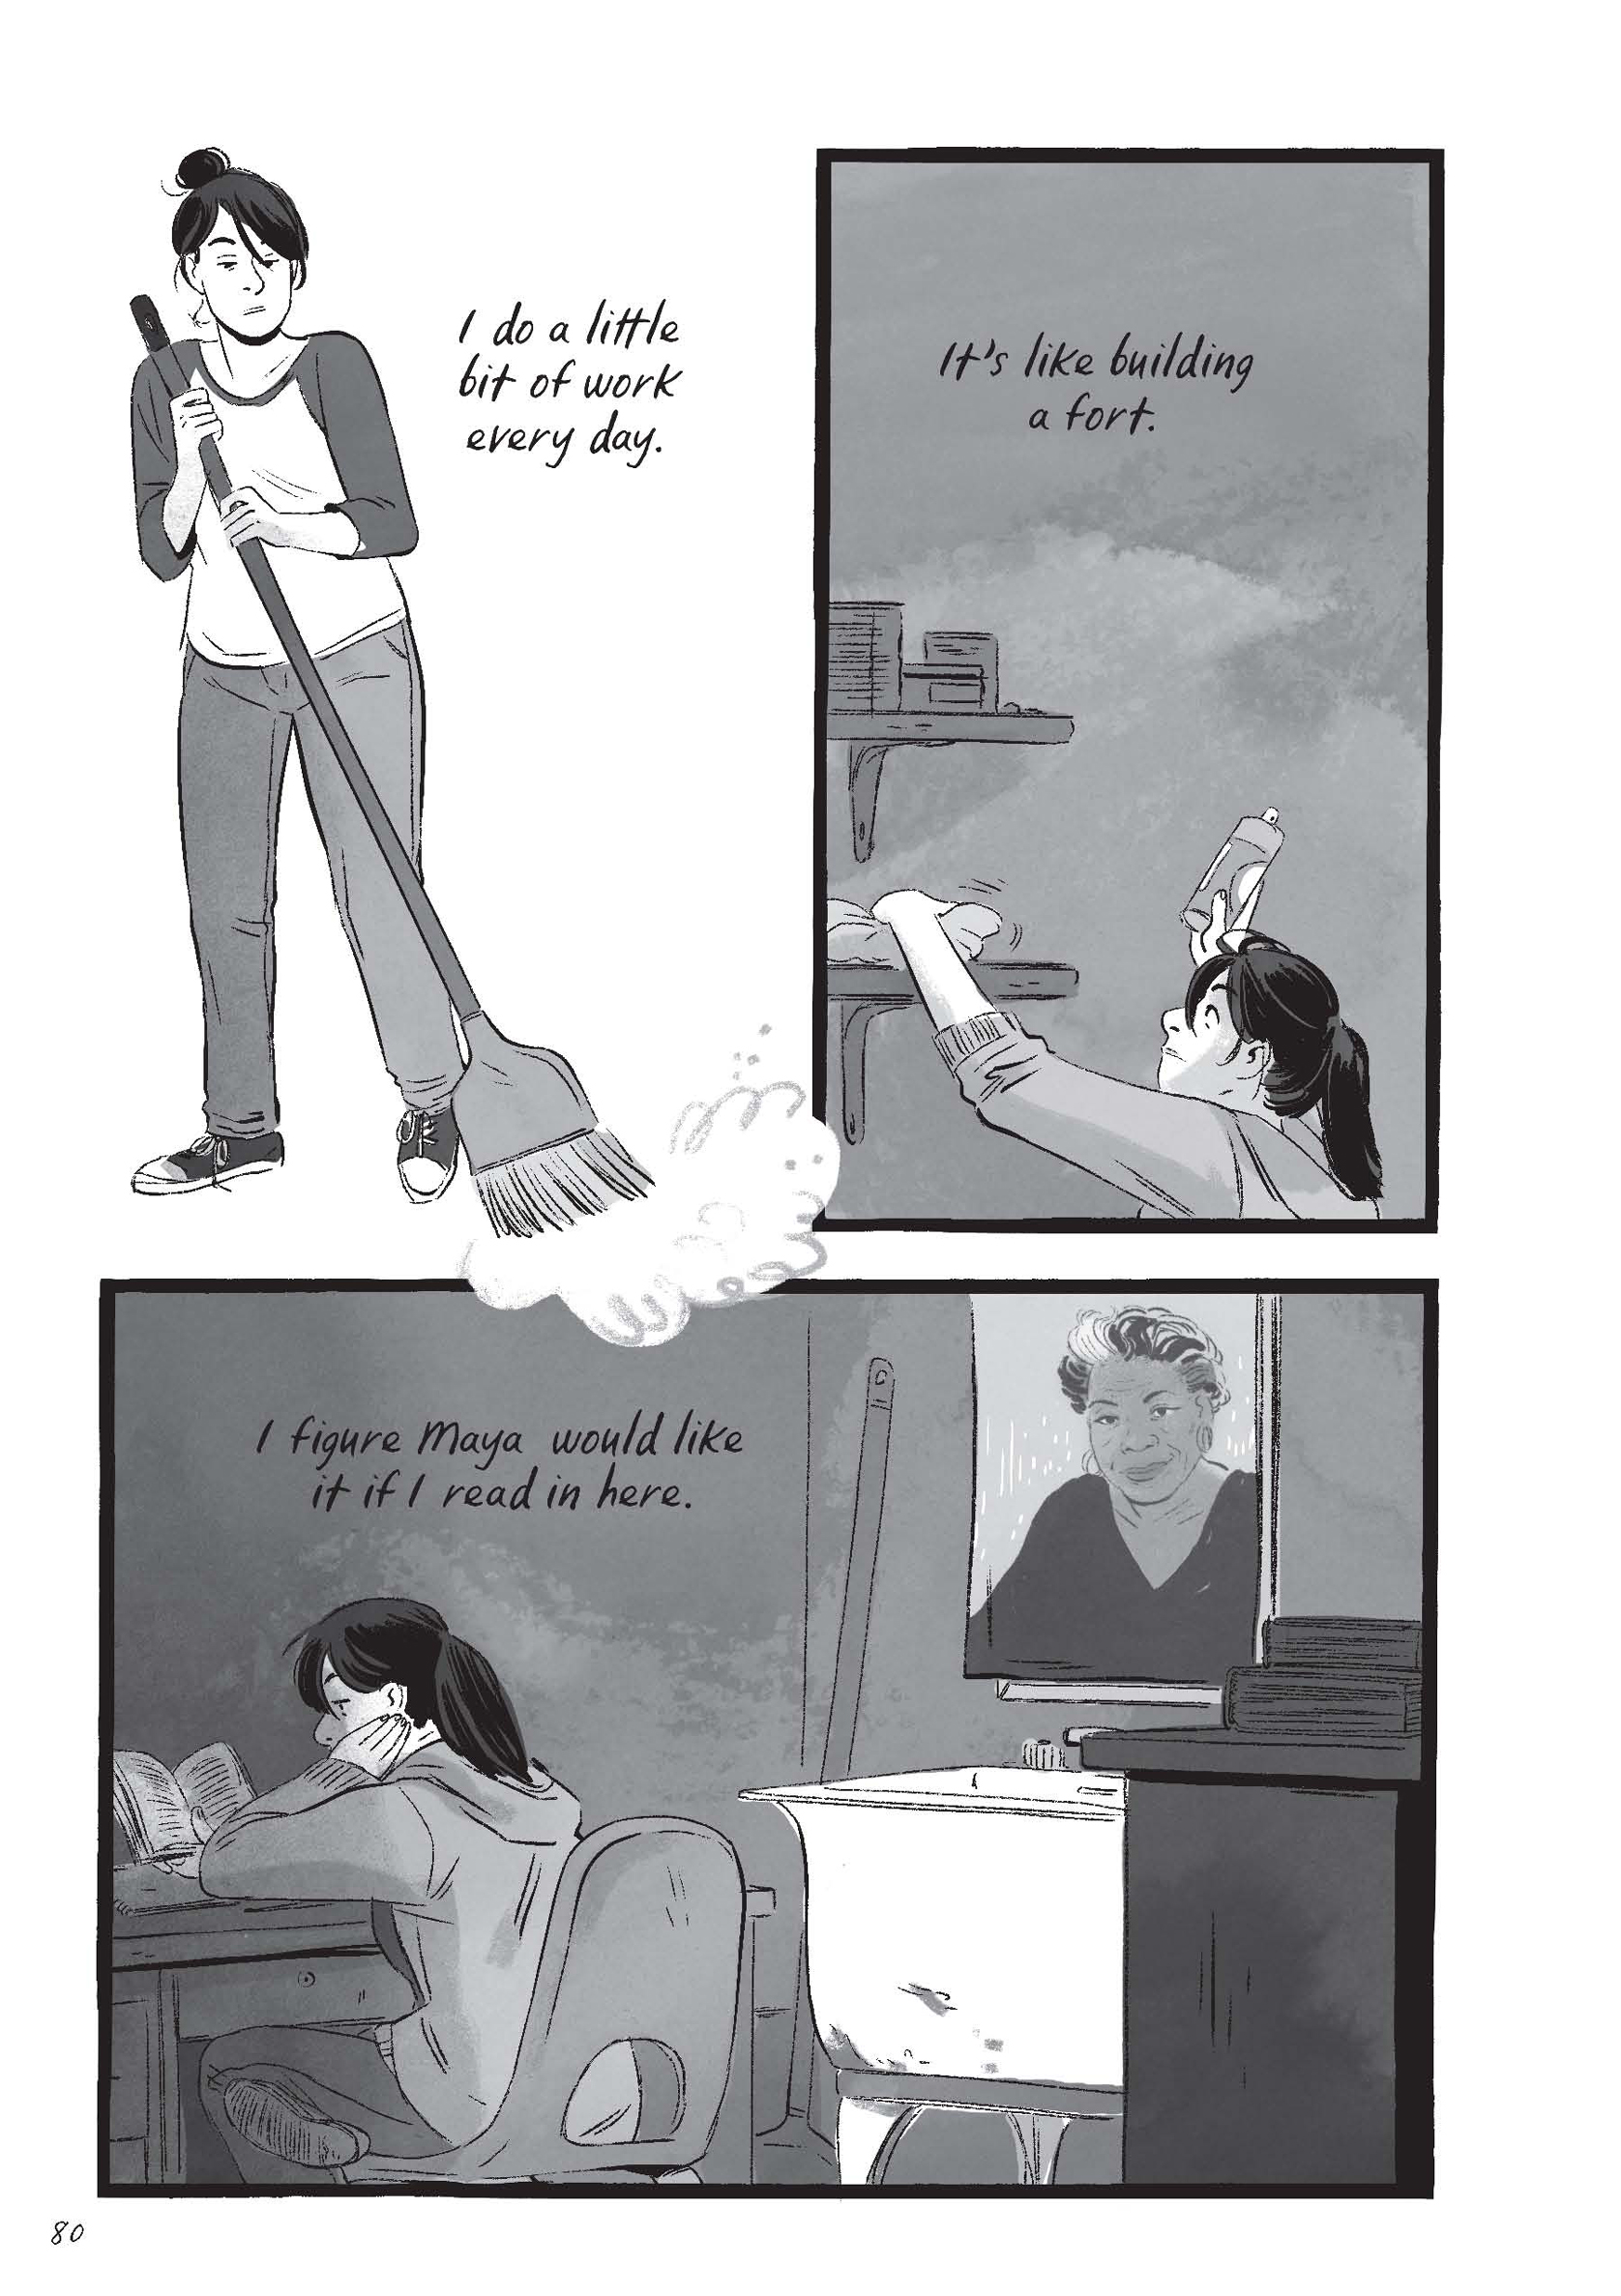 I do a little
bit of work
every day.
It's like building
a fort.
I figure Maya would like
it if I read in here.
80